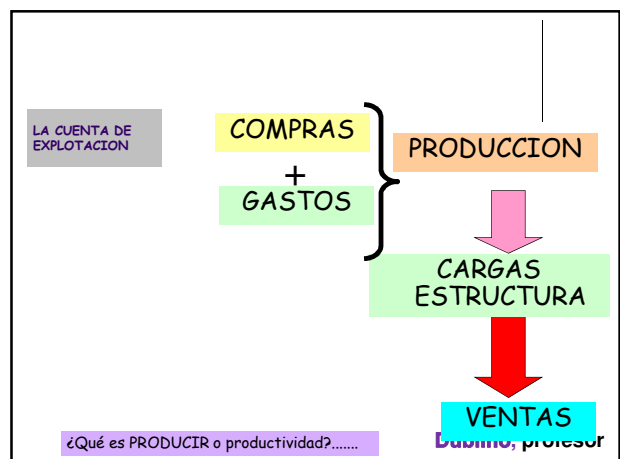 LA CUENTA DE
EXPLOTACION
COMPRAS
+
GASTOS
PRODUCCION
CARGAS
ESTRUCTURA
VENTAS
¿Qué es PRODUCIR o productividad?.......
profesor